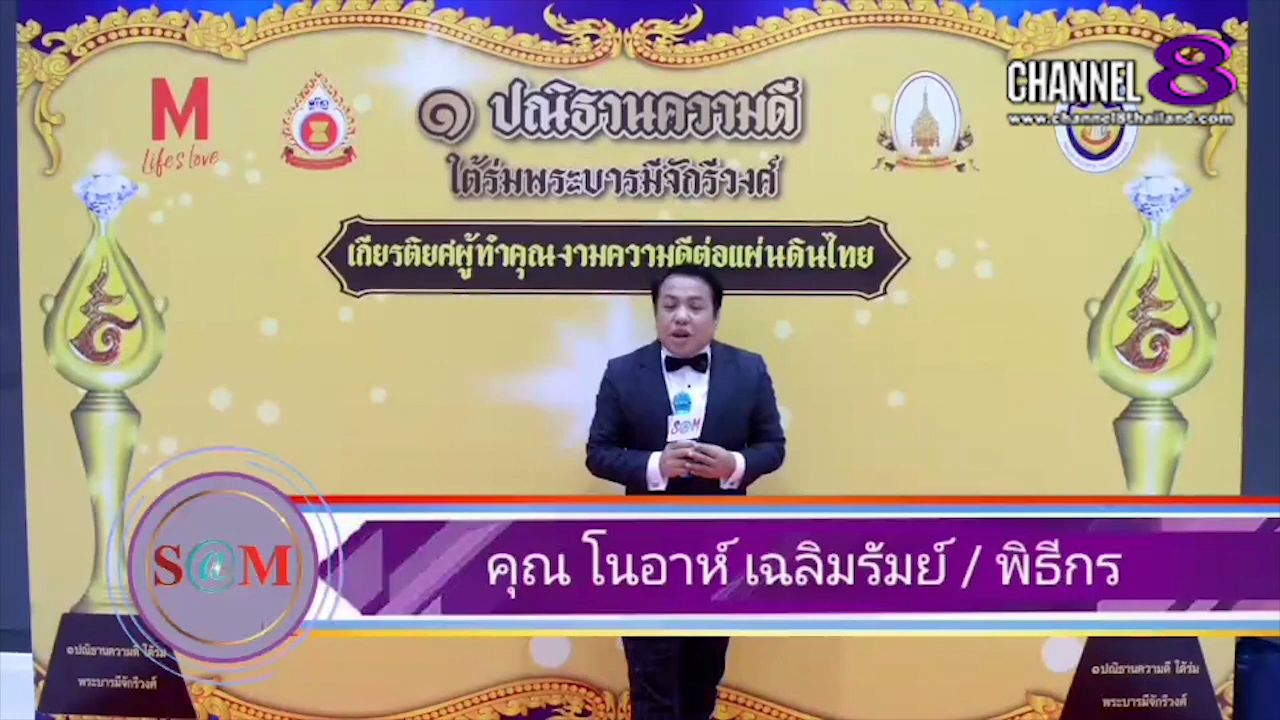 CHANNEL 8
www.channel8thailand.com
M
Life's love
๑ ปณิธานความดี
ใต้ร่มพระบารมีจักรีวงศ์
เกียรติยศผู้ทำคุณงามความดีต่อแผ่นดินไทย
S@M
S@M
คุณ โนอาห์ เฉลิมรัมย์ / พิธีกร
๑ปณิธานความดี ใต้ร่ม
พระบารมีจักรีวงศ์
๑ปณิธานความดี ใต้ร่ม
พระบารมีจักรีวงศ์